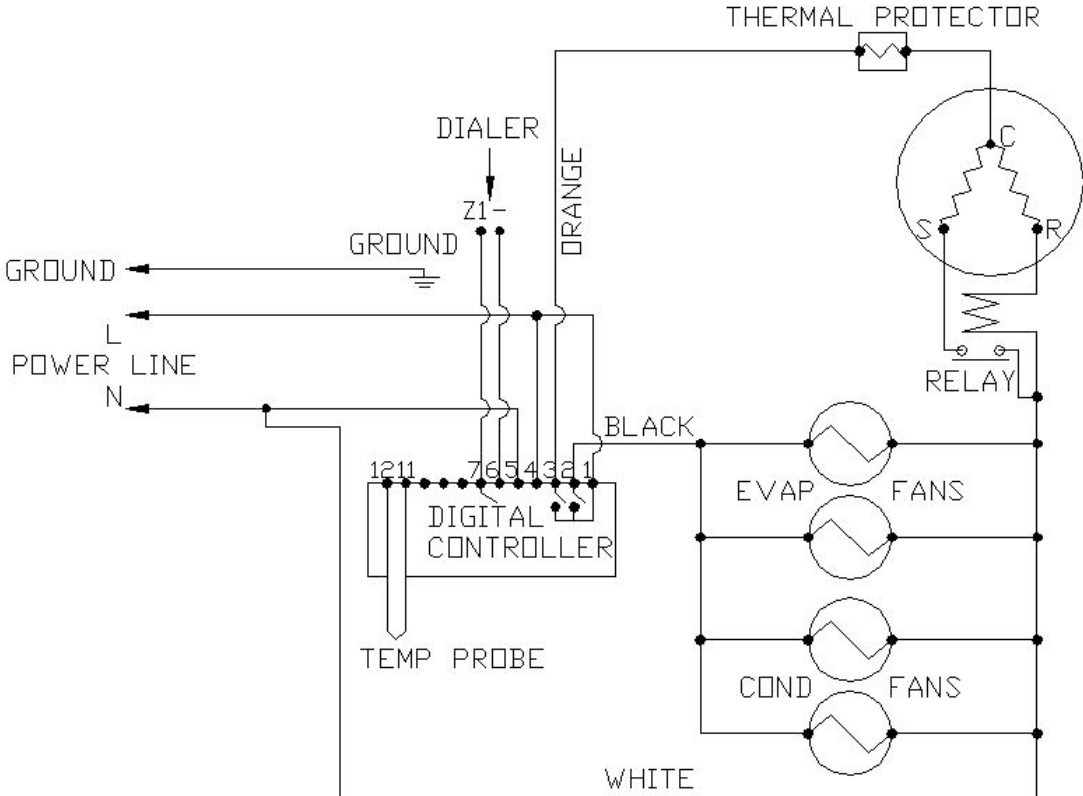 THERMAL PROTECTOR
DIALER
ORANGE
C
Z1-
S
R
GROUND
GROUND
L
POWER LINE
N
RELAY
BLACK
1211
7654321
EVAP FANS
DIGITAL
CONTROLLER
TEMP PROBE
COND FANS
WHITE